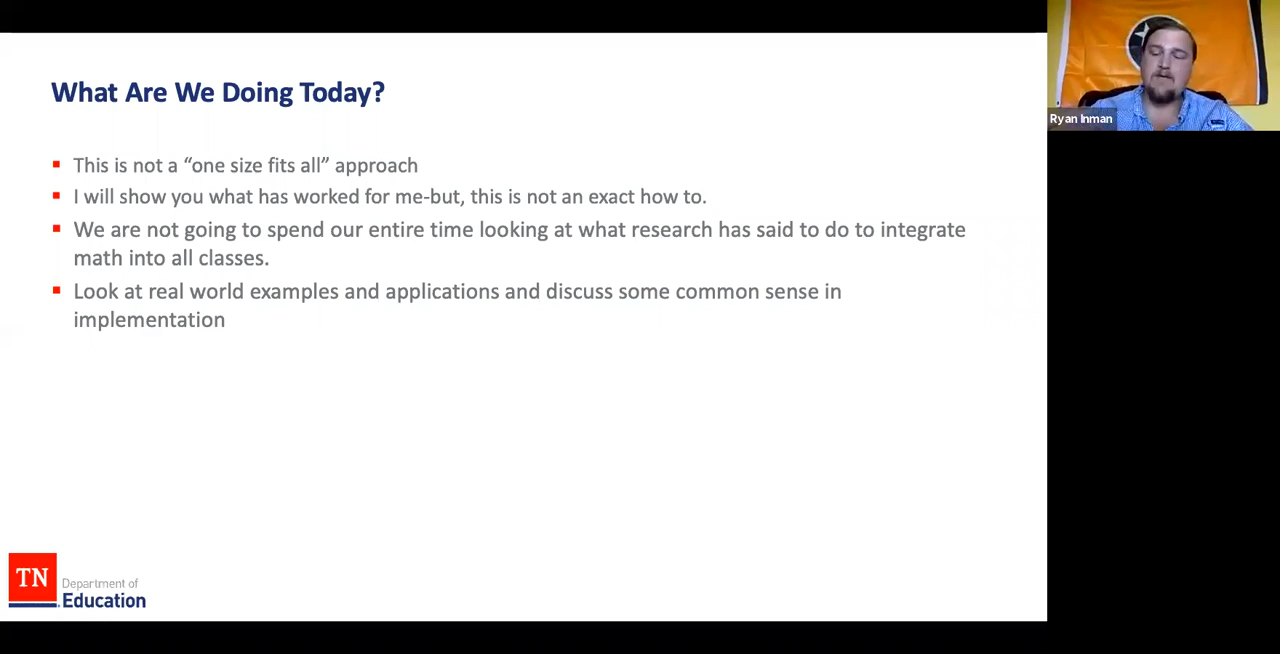 What Are We Doing Today?
This is not a “one size fits all” approach
I will show you what has worked for me-but, this is not an exact how to.
We are not going to spend our entire time looking at what research has said to do to integrate
math into all classes.
Look at real world examples and applications and discuss some common sense in
implementation
Ryan Inman
TN
Department of
Education